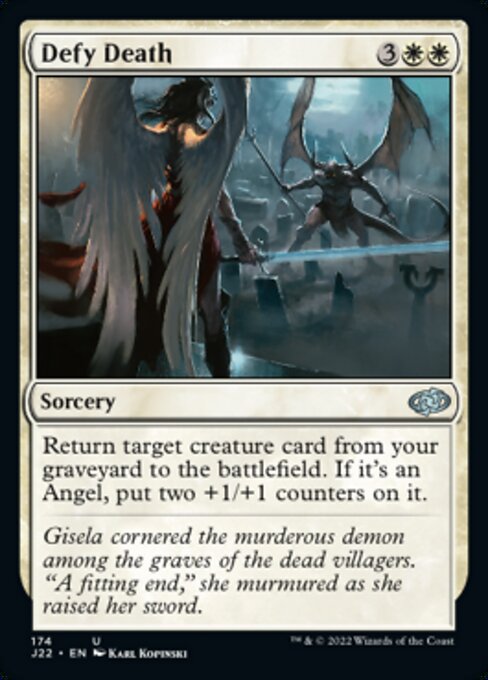 Defy Death 3
Sorcery
Return target creature card from your
graveyard to the battlefield. If it's an
Angel, put two +1/+1 counters on it.
Gisela cornered the murderous demon
among the graves of the dead villagers.
“A fitting end,” she murmured as she
raised her sword.
174 U
J22 • EN Karl Kopinski
™ & © 2022 Wizards of the Coast